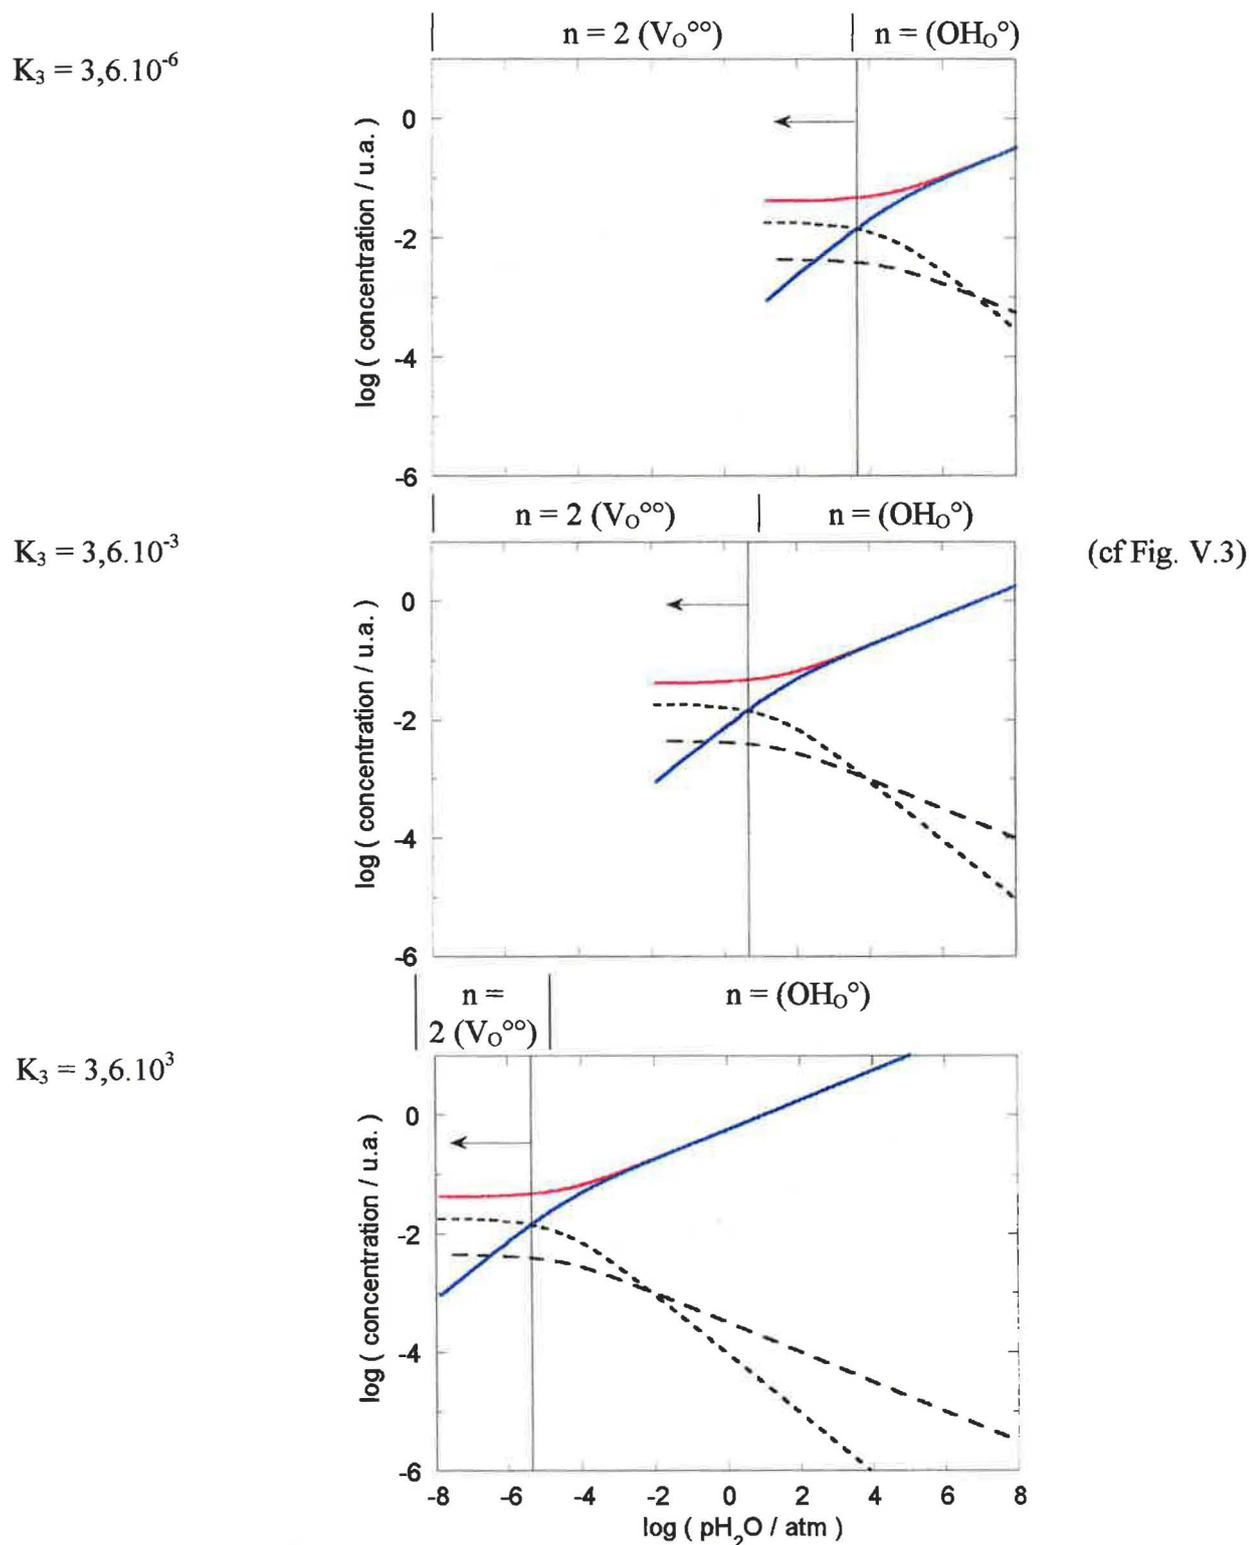 n = 2 (V_O°°) n = (OH_O°)
K₃ = 3,6.10⁻⁶
0
-2
-4
-6
log ( concentration / u.a. )
n = 2 (V_O°°) n = (OH_O°)
K₃ = 3,6.10⁻³
(cf Fig. V.3)
0
-2
-4
-6
log ( concentration / u.a. )
n = n = (OH_O°)
2 (V_O°°)
K₃ = 3,6.10³
0
-2
-4
-6
log ( concentration / u.a. )
-8 -6 -4 -2 0 2 4 6 8
log ( pH₂O / atm )